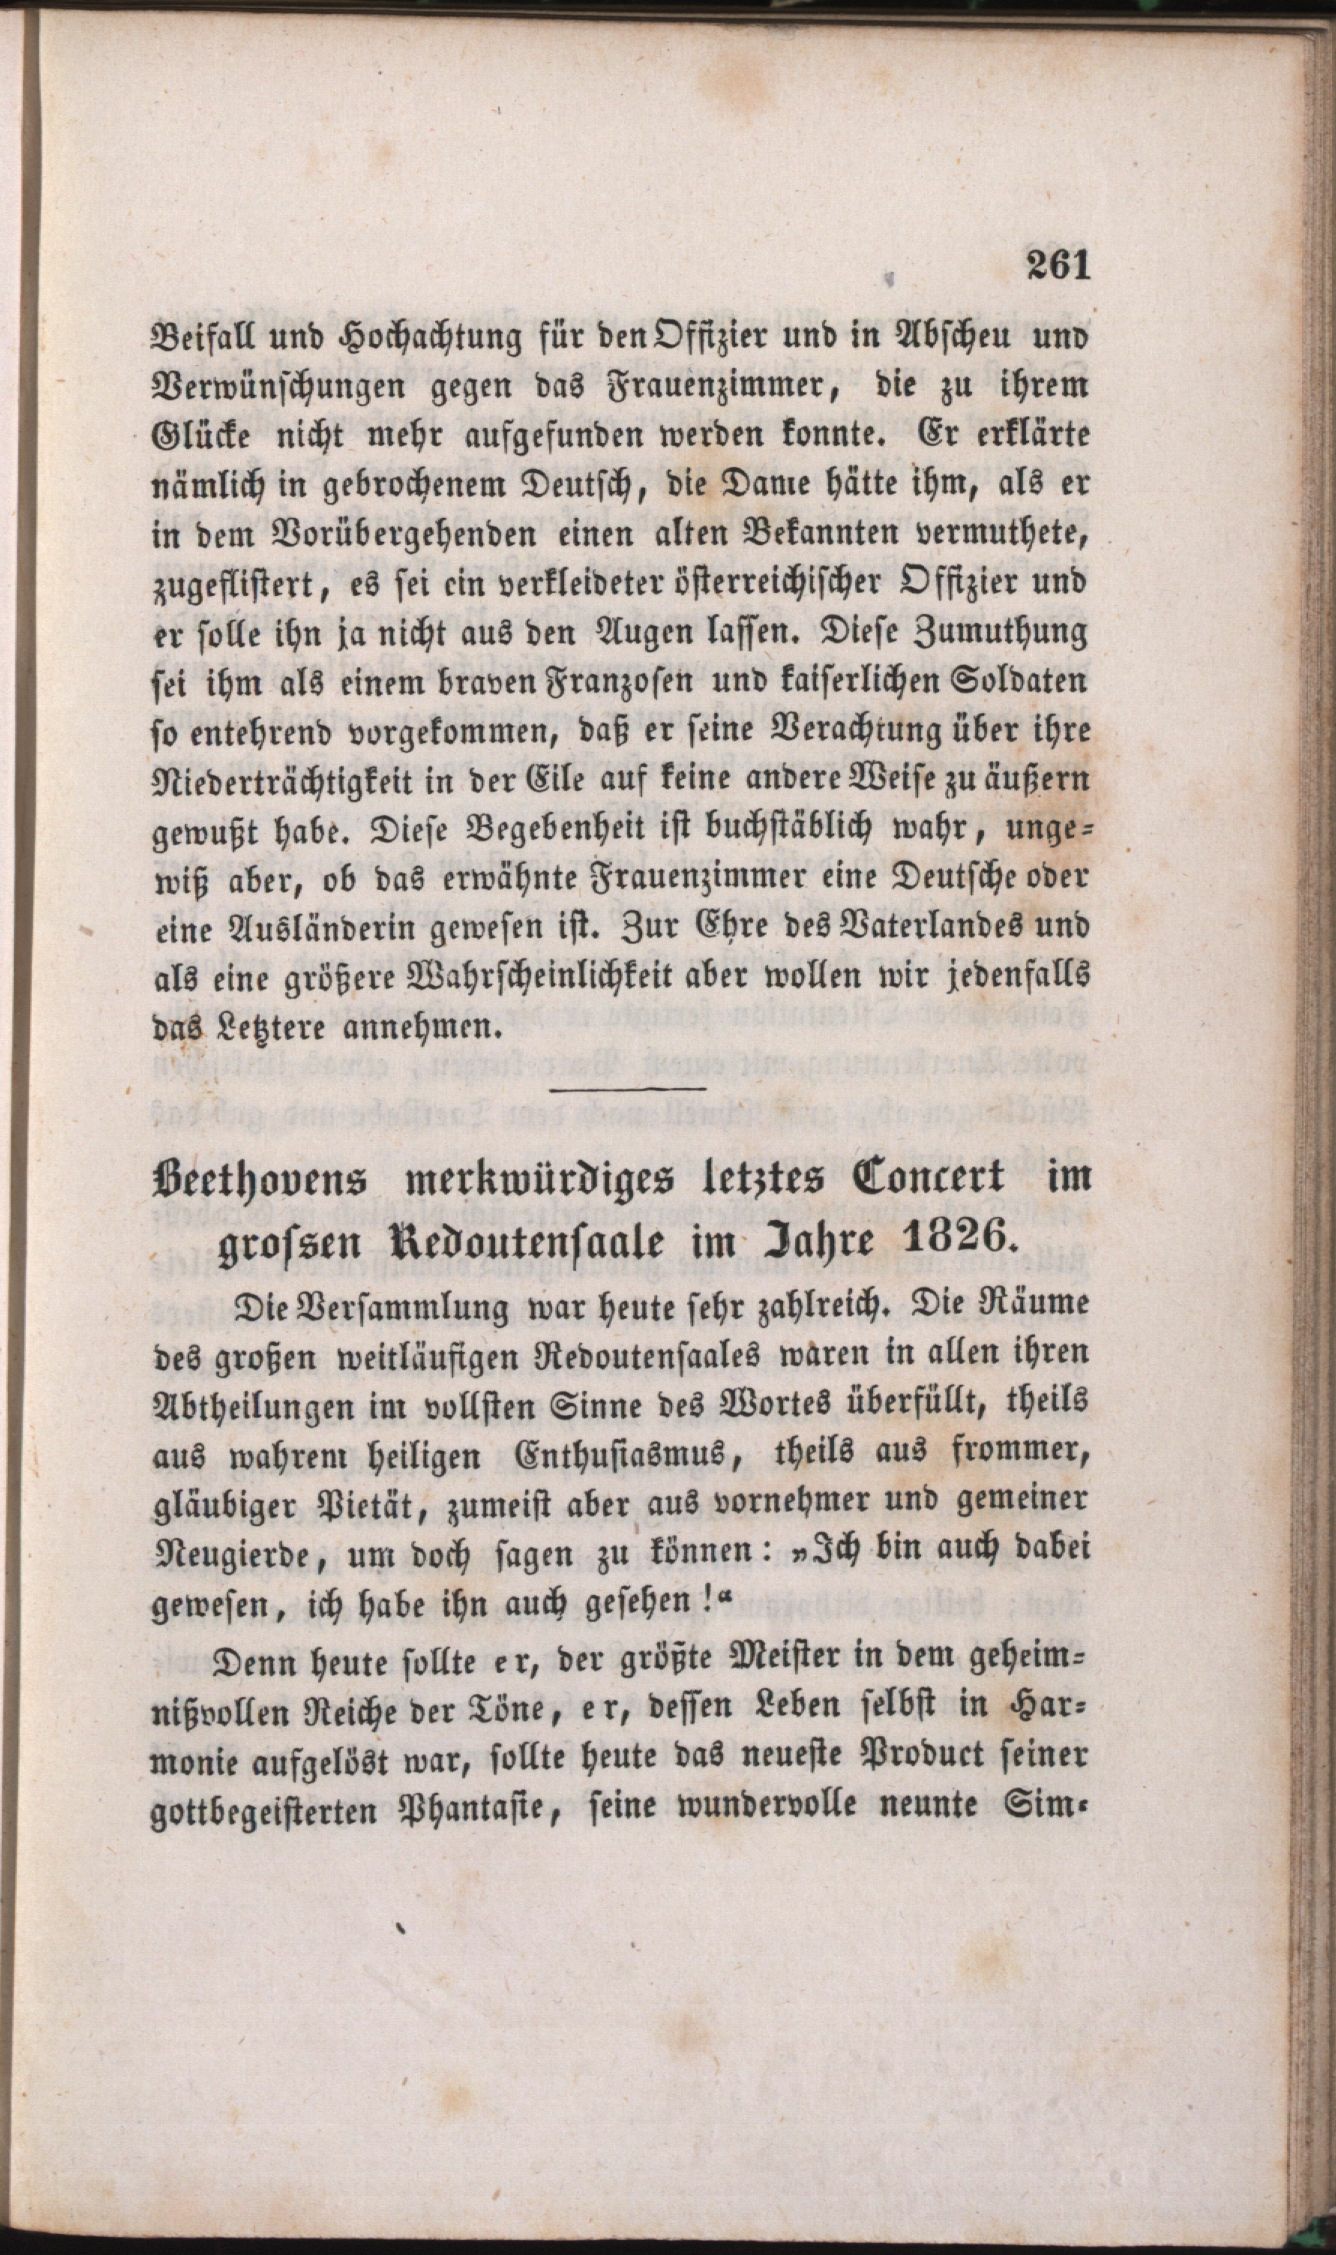 261
Beifall und Hochachtung für den Offizier und in Abscheu und
Verwünschungen gegen das Frauenzimmer, die zu ihrem
Glücke nicht mehr aufgefunden werden konnte. Er erklärte
nämlich in gebrochenem Deutsch, die Dame hätte ihm, als er
in dem Vorübergehenden einen alten Bekannten vermuthete,
zugeflistert, es sei ein verkleideter österreichischer Offizier und
er solle ihn ja nicht aus den Augen lassen. Diese Zumuthung
sei ihm als einem braven Franzosen und kaiserlichen Soldaten
so entehrend vorgekommen, daß er seine Verachtung über ihre
Niederträchtigkeit in der Eile auf keine andere Weise zu äußern
gewußt habe. Diese Begebenheit ist buchstäblich wahr, unge-
wiß aber, ob das erwähnte Frauenzimmer eine Deutsche oder
eine Ausländerin gewesen ist. Zur Ehre des Vaterlandes und
als eine größere Wahrscheinlichkeit aber wollen wir jedenfalls
das Letztere annehmen.
Beethovens merkwürdiges letztes Concert im
grossen Redoutensaale im Jahre 1826.
Die Versammlung war heute sehr zahlreich. Die Räume
des großen weitläufigen Redoutensaales waren in allen ihren
Abtheilungen im vollsten Sinne des Wortes überfüllt, theils
aus wahrem heiligen Enthusiasmus, theils aus frommer,
gläubiger Pietät, zumeist aber aus vornehmer und gemeiner
Neugierde, um doch sagen zu können: „Ich bin auch dabei
gewesen, ich habe ihn auch gesehen!“
Denn heute sollte er, der größte Meister in dem geheim-
nißvollen Reiche der Töne, er, dessen Leben selbst in Har-
monie aufgelöst war, sollte heute das neueste Product seiner
gottbegeisterten Phantasie, seine wundervolle neunte Sim-